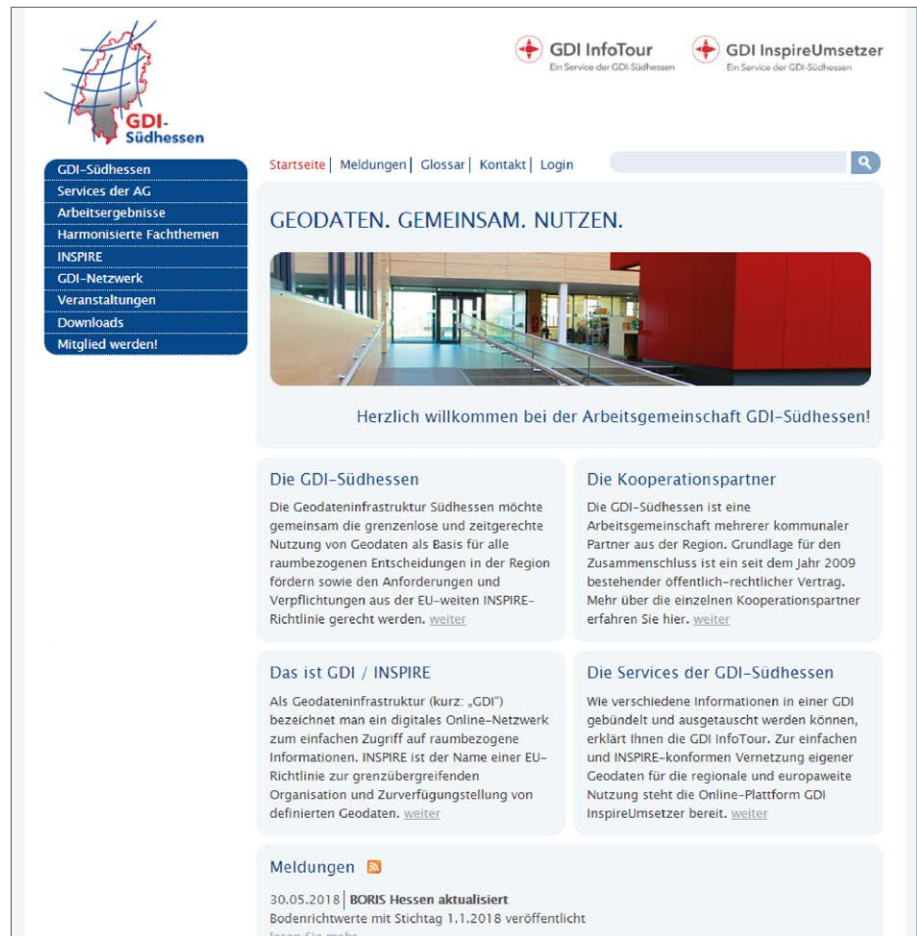 GDI-
Südhessen
GDI InfoTour
Ein Service der GDI-Südhessen
GDI InspireUmsetzer
Ein Service der GDI-Südhessen
GDI-Südhessen
Services der AG
Arbeitsergebnisse
Harmonisierte Fachthemen
INSPIRE
GDI-Netzwerk
Veranstaltungen
Downloads
Mitglied werden!
Startseite| Meldungen| Glossar| Kontakt| Login
GEODATEN. GEMEINSAM. NUTZEN.
Herzlich willkommen bei der Arbeitsgemeinschaft GDI-Südhessen!
Die GDI-Südhessen
Die Geodateninfrastruktur Südhessen möchte
gemeinsam die grenzenlose und zeitgerechte
Nutzung von Geodaten als Basis für alle
raumbezogenen Entscheidungen in der Region
fördern sowie den Anforderungen und
Verpflichtungen aus der EU-weiten INSPIRE-
Richtlinie gerecht werden. weiter
Die Kooperationspartner
Die GDI-Südhessen ist eine
Arbeitsgemeinschaft mehrerer kommunaler
Partner aus der Region. Grundlage für den
Zusammenschluss ist ein seit dem Jahr 2009
bestehender öffentlich-rechtlicher Vertrag.
Mehr über die einzelnen Kooperationspartner
erfahren Sie hier. weiter
Das ist GDI / INSPIRE
Als Geodateninfrastruktur (kurz: „GDI“)
bezeichnet man ein digitales Online-Netzwerk
zum einfachen Zugriff auf raumbezogene
Informationen. INSPIRE ist der Name einer EU-
Richtlinie zur grenzübergreifenden
Organisation und Zurverfügungstellung von
definierten Geodaten. weiter
Die Services der GDI-Südhessen
Wie verschiedene Informationen in einer GDI
gebündelt und ausgetauscht werden können,
erklärt Ihnen die GDI InfoTour. Zur einfachen
und INSPIRE-konformen Vernetzung eigener
Geodaten für die regionale und europaweite
Nutzung steht die Online-Plattform GDI
InspireUmsetzer bereit. weiter
Meldungen
30.05.2018| BORIS Hessen aktualisiert
Bodenrichtwerte mit Stichtag 1.1.2018 veröffentlicht
lesen Sie mehr